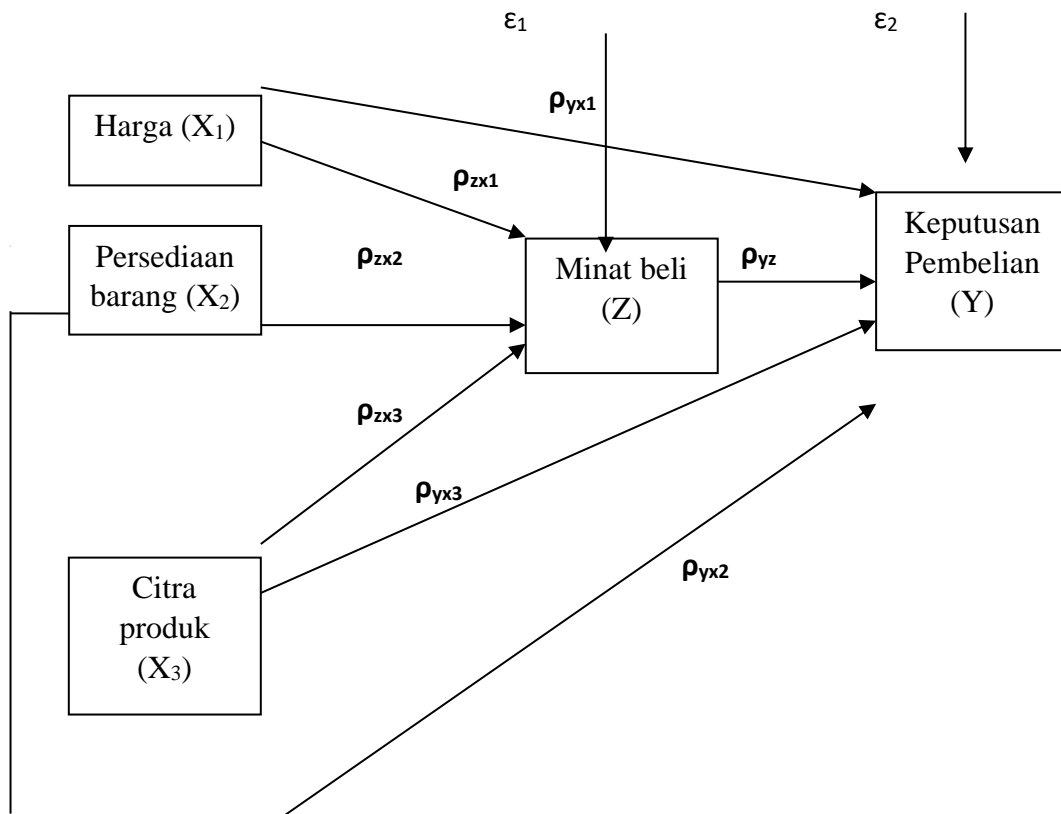 ε1
ε2
ρyx1
Harga (X1)
ρzx1
Persediaan
barang (X2)
ρzx2
Minat beli
(Z)
ρyz
Keputusan
Pembelian
(Y)
ρzx3
ρyx3
ρyx2
Citra
produk
(X3)